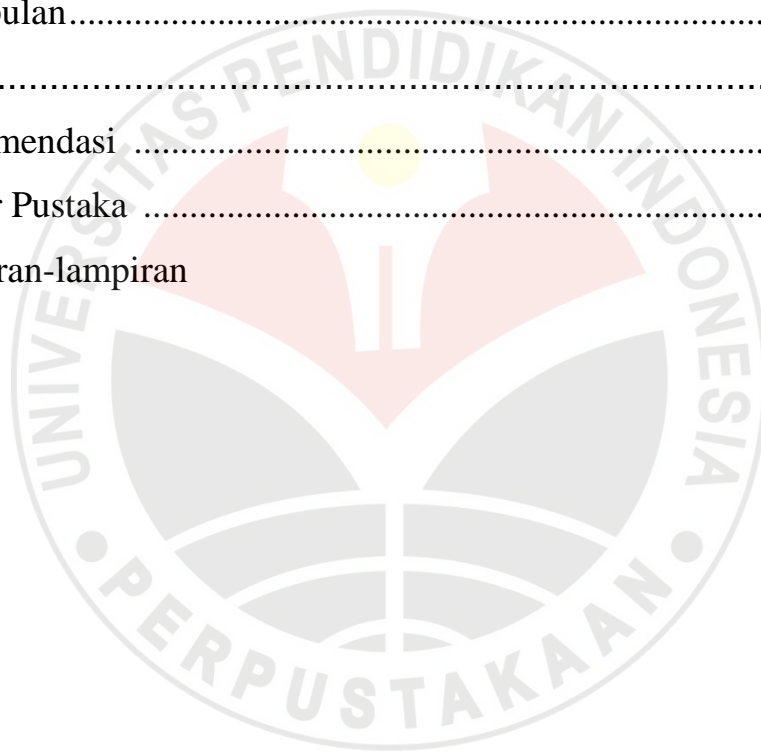 pulan..........................................................................
..........................................................................
mendasi ..................................................................
r Pustaka .................................................................
ran-lampiran
UNIVERSITAS PENDIDIKAN INDONESIA
PERPUSTAKAAN